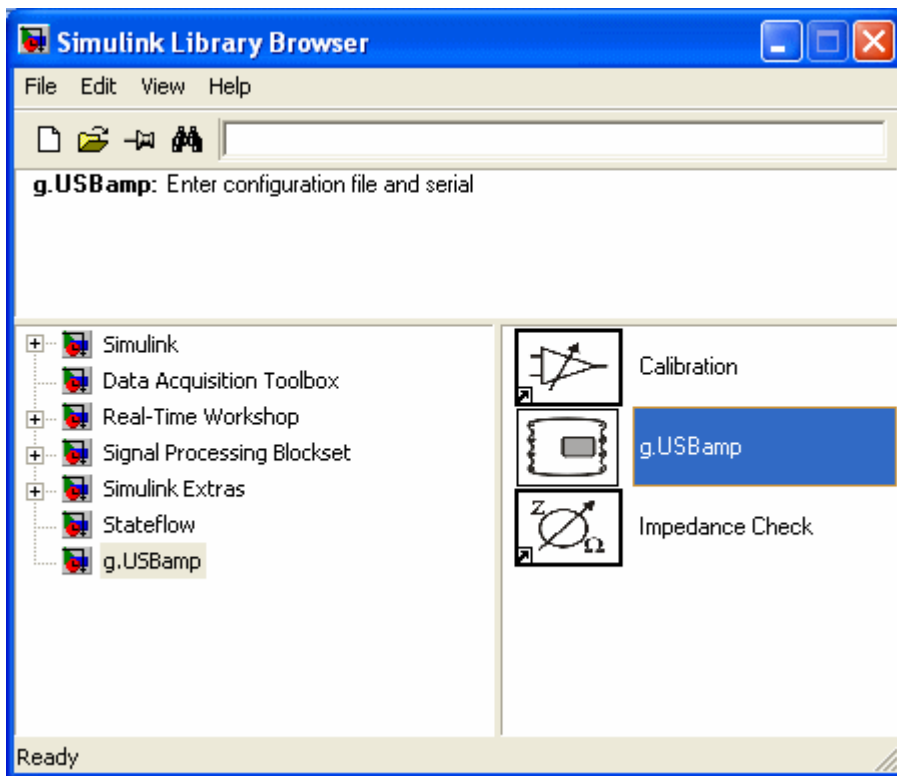 Simulink Library Browser
File Edit View Help
g.USBamp: Enter configuration file and serial
Simulink
Data Acquisition Toolbox
Real-Time Workshop
Signal Processing Blockset
Simulink Extras
Stateflow
g.USBamp
Calibration
g.USBamp
Z
Ω
Impedance Check
Ready